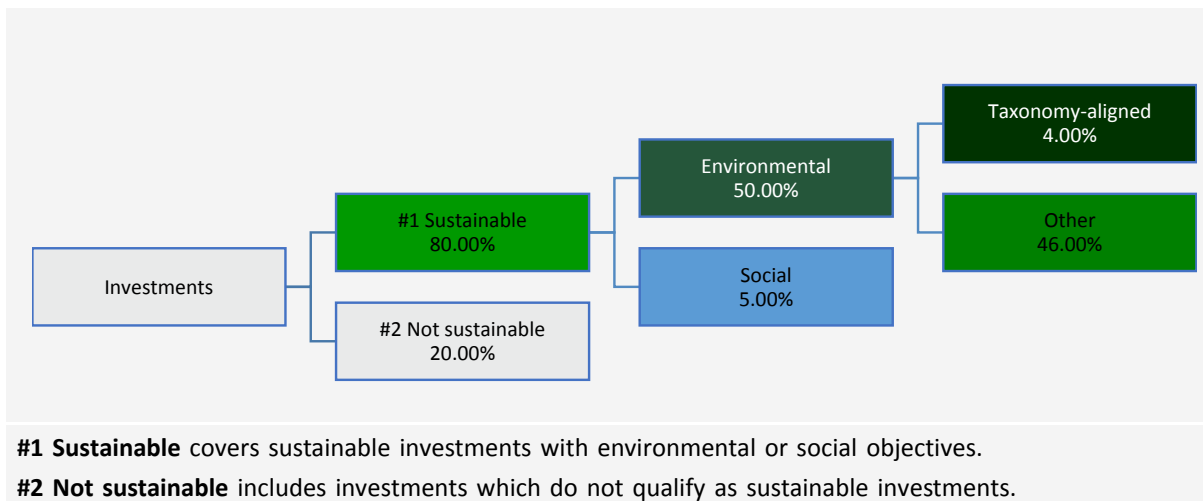 Investments
#1 Sustainable
80.00%
#2 Not sustainable
20.00%
Environmental
50.00%
Social
5.00%
Taxonomy-aligned
4.00%
Other
46.00%
#1 Sustainable covers sustainable investments with environmental or social objectives.
#2 Not sustainable includes investments which do not qualify as sustainable investments.